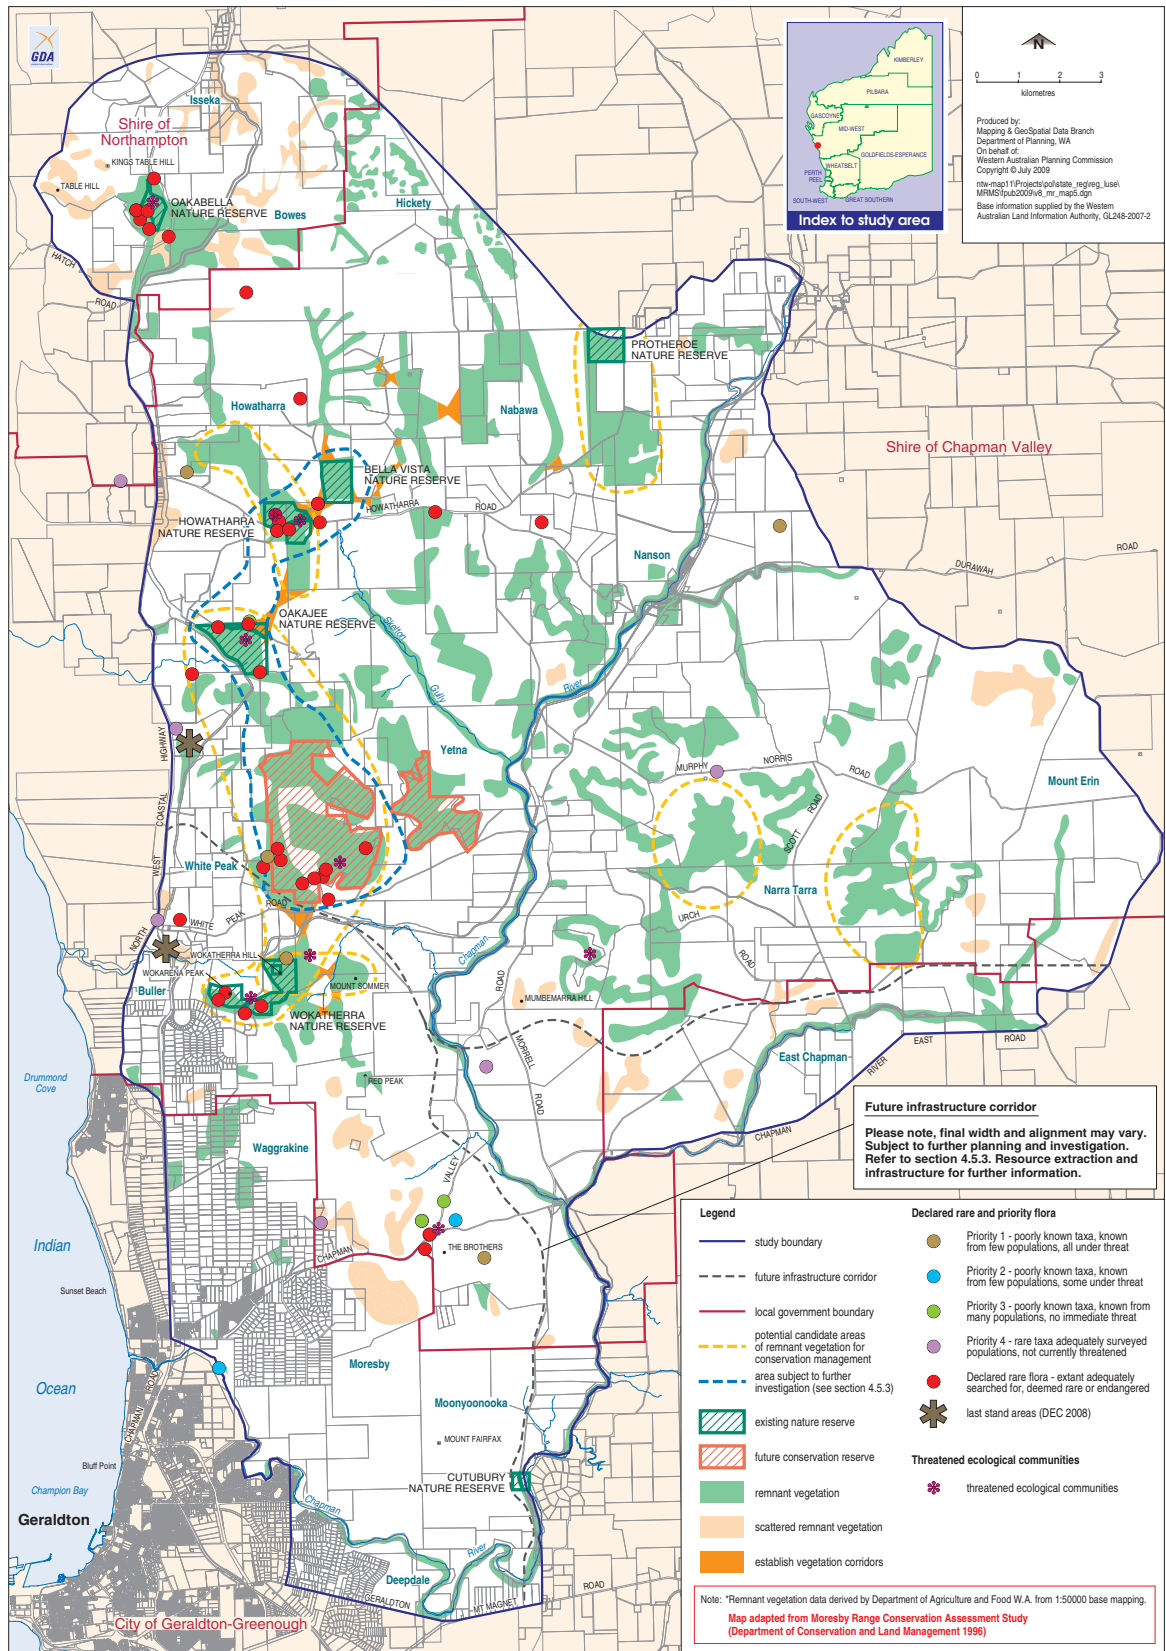 GDA
Isseka
Shire of
Northampton
KINGS TABLE HILL
TABLE HILL
OAKABELLA
NATURE RESERVE
Bowes
Hickety
HATCH
ROAD
KIMBERLEY
PILBARA
GASCOYNE
MID-WEST
GOLDFIELDS-ESPERANCE
WHEATBELT
PERTH
PEEL
SOUTH-WEST
GREAT SOUTHERN
Index to study area
N
0 1 2 3
kilometres
Produced by:
Mapping & GeoSpatial Data Branch
Department of Planning, WA
On behalf of:
Western Australian Planning Commission
Copyright © July 2009
ntw-map11\Projects\pol\state_reg\reg_luse\
MRMS\fpub2009\v8_mr_map5.dgn
Base information supplied by the Western
Australian Land Information Authority, GL248-2007-2
PROTHEROE
NATURE RESERVE
Howatharra
Nabawa
Shire of Chapman Valley
BELLA VISTA
NATURE RESERVE
HOWATHARRA
ROAD
HOWATHARRA
NATURE RESERVE
Nanson
DURAWAH
ROAD
OAKAJEE
NATURE RESERVE
Skelton
Gully
River
HIGHWAY
COASTAL
WEST
NORTH
Yetna
MURPHY
NORRIS
ROAD
SCOTT
ROAD
Mount Erin
White Peak
Narra Tarra
ROAD
WHITE
PEAK
URCH
ROAD
Chapman
WOKATHERRA HILL
WOKARENA PEAK
Buller
MOUNT SOMMER
WOKATHERRA
NATURE RESERVE
ROAD
MUMBEMARRA HILL
MORRELL
ROAD
East Chapman
RIVER
EAST
ROAD
CHAPMAN
Drummond
Cove
RED PEAK
Waggrakine
VALLEY
CHAPMAN
THE BROTHERS
Future infrastructure corridor
Please note, final width and alignment may vary.
Subject to further planning and investigation.
Refer to section 4.5.3. Resource extraction and
infrastructure for further information.
Indian
Sunset Beach
Ocean
CHAPMAN
ROAD
Moresby
Moonyoonooka
MOUNT FAIRFAX
CUTUBURY
NATURE RESERVE
Bluff Point
Champion Bay
Geraldton
Chapman
River
Deepdale
GERALDTON
MT MAGNET
ROAD
City of Geraldton-Greenough
Legend
study boundary
future infrastructure corridor
local government boundary
potential candidate areas
of remnant vegetation for
conservation management
area subject to further
investigation (see section 4.5.3)
existing nature reserve
future conservation reserve
remnant vegetation
scattered remnant vegetation
establish vegetation corridors
Declared rare and priority flora
Priority 1 - poorly known taxa, known
from few populations, all under threat
Priority 2 - poorly known taxa, known
from few populations, some under threat
Priority 3 - poorly known taxa, known from
many populations, no immediate threat
Priority 4 - rare taxa adequately surveyed
populations, not currently threatened
Declared rare flora - extant adequately
searched for, deemed rare or endangered
last stand areas (DEC 2008)
Threatened ecological communities
threatened ecological communities
Note: *Remnant vegetation data derived by Department of Agriculture and Food W.A. from 1:50000 base mapping.
Map adapted from Moresby Range Conservation Assessment Study
(Department of Conservation and Land Management 1996)